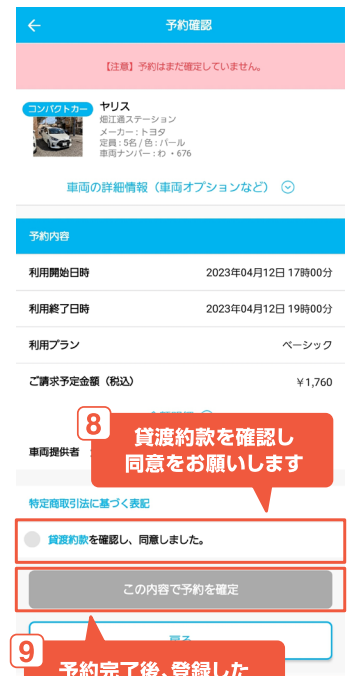 予約確認
【注意】予約はまだ確定していません。
コンパクトカー
ヤリス
畑江通ステーション
メーカー：トヨタ
定員：5名 / 色：パール
車両ナンバー：わ ・676
車両の詳細情報（車両オプションなど）
予約内容
利用開始日時 2023年04月12日 17時00分
利用終了日時 2023年04月12日 19時00分
利用プラン ベーシック
ご請求予定金額（税込） ￥1,760
8
貸渡約款を確認し
同意をお願いします
車両提供者
特定商取引法に基づく表記
貸渡約款を確認し、同意しました。
この内容で予約を確定
戻る
9
予約完了後、登録した